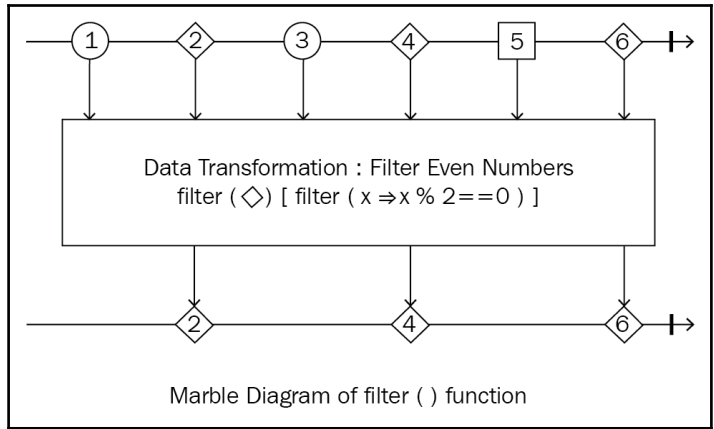 1 2 3 4 5 6
Data Transformation : Filter Even Numbers
filter (◇) [ filter ( x ⇒x % 2==0 ) ]
2 4 6
Marble Diagram of filter ( ) function